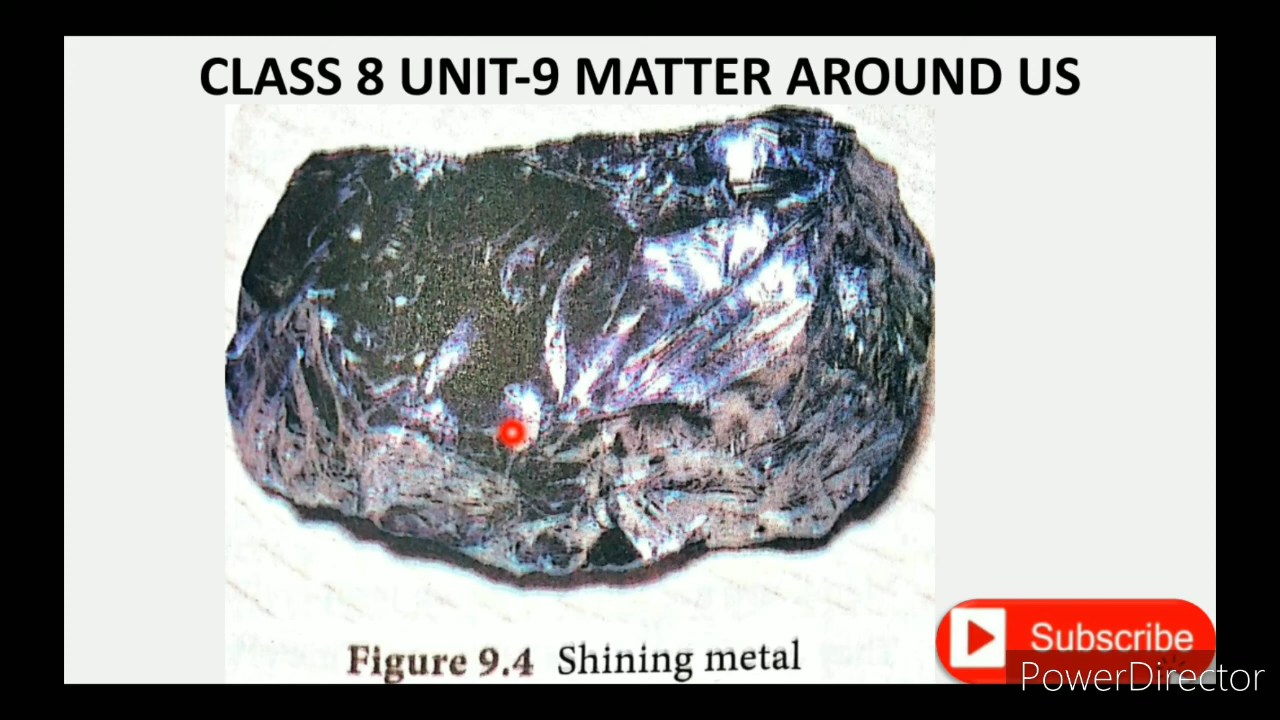 CLASS 8 UNIT-9 MATTER AROUND US
Figure 9.4 Shining metal
Subscribe
PowerDirector